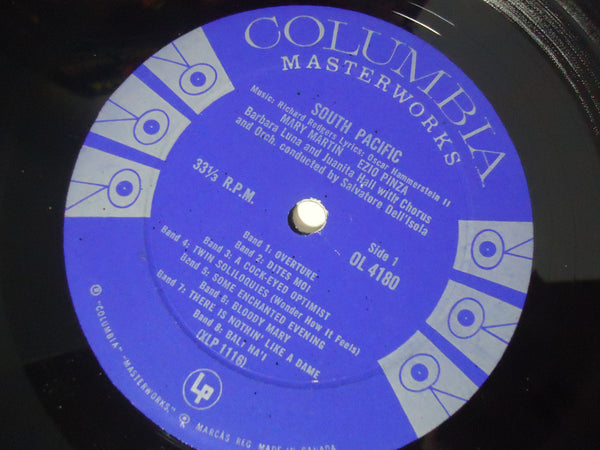 COLUMBIA
MASTERWORKS
SOUTH PACIFIC
Music: Richard Rodgers Lyrics: Oscar Hammerstein II
MARY MARTIN EZIO PINZA
Barbara Luna and Juanita Hall with Chorus
and Orch. conducted by Salvatore Dell'Isola
33⅓ R.P.M.
Side 1
OL 4180
Band 1: OVERTURE
Band 2: DITES MOI
Band 3: A COCK-EYED OPTIMIST
Band 4: TWIN SOLILOQUIES (Wonder How It Feels)
Band 5: SOME ENCHANTED EVENING
Band 6: BLOODY MARY
Band 7: THERE IS NOTHIN' LIKE A DAME
Band 8: BALI HA'I
(XLP 1116)
LP
© "COLUMBIA" "MASTERWORKS," MARCAS REG. MADE IN CANADA